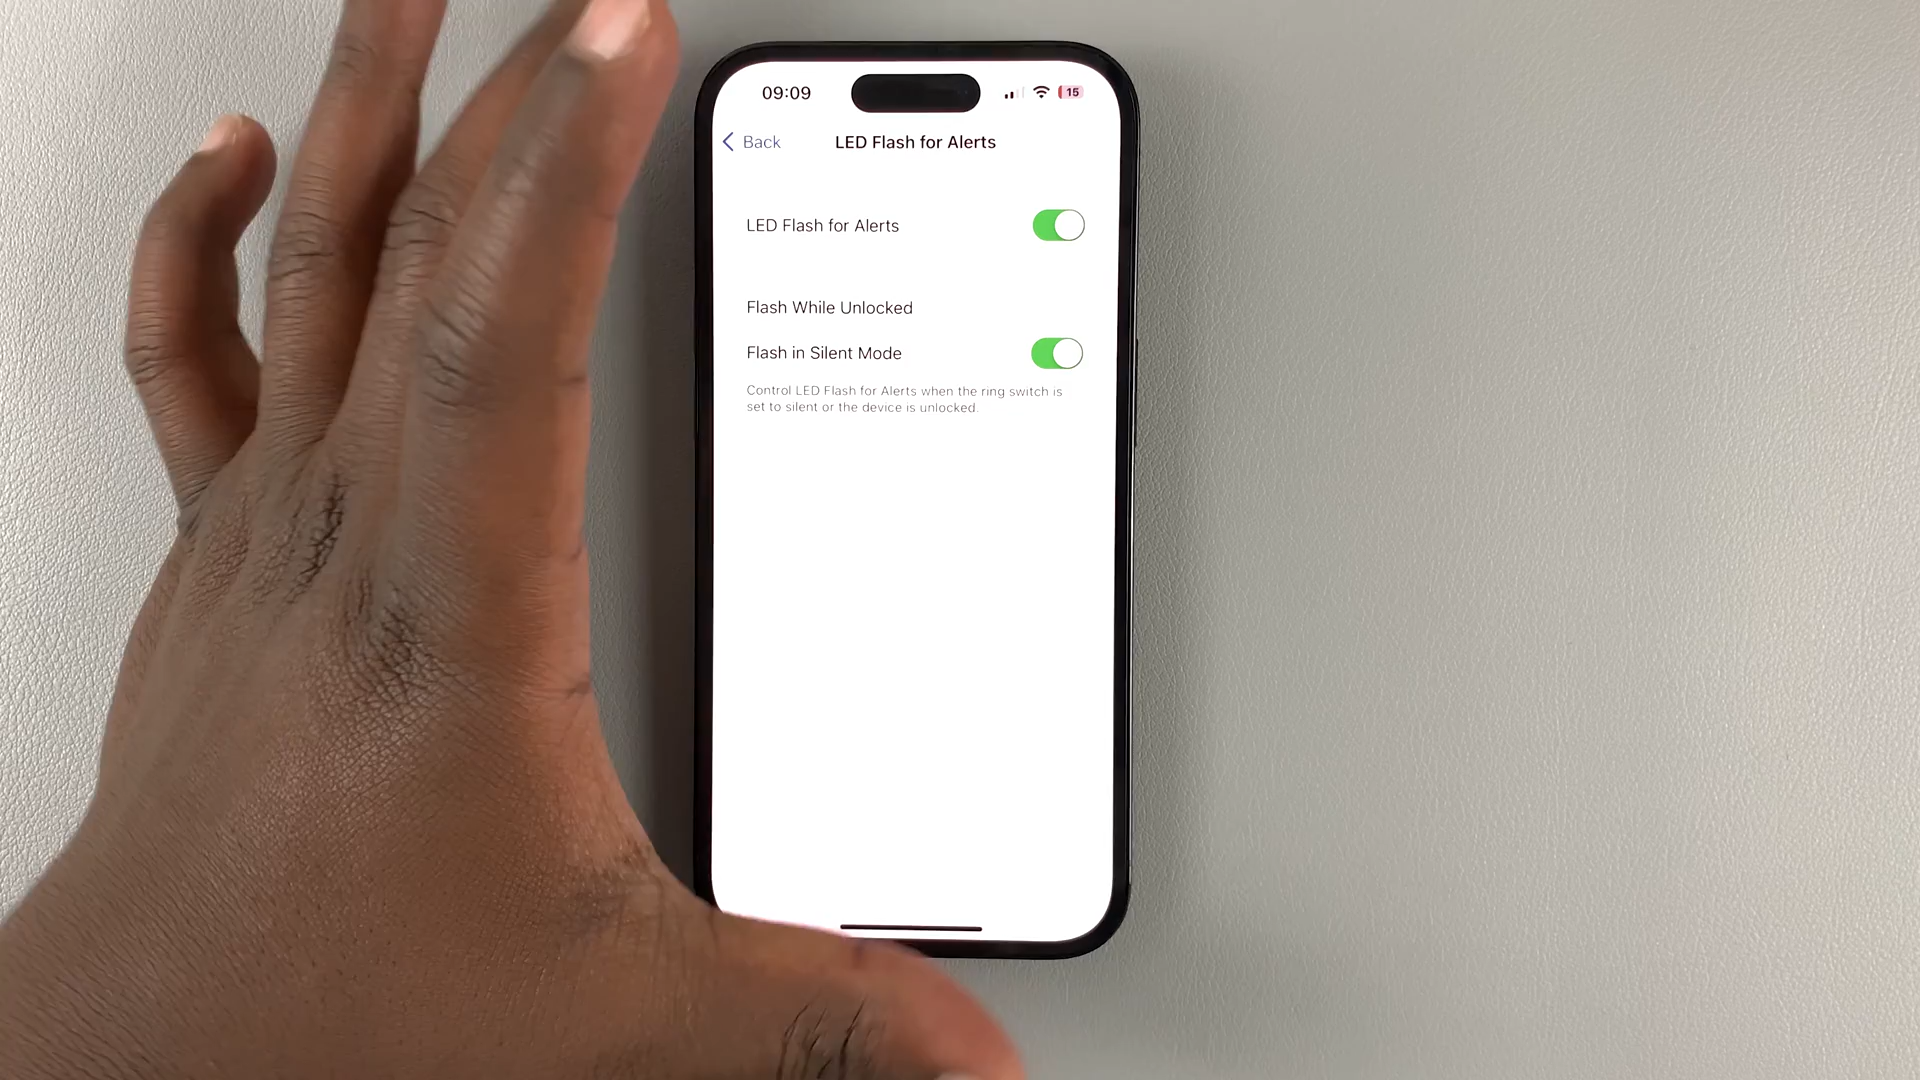 09:09
15
Back
LED Flash for Alerts
LED Flash for Alerts
Flash While Unlocked
Flash in Silent Mode
Control LED Flash for Alerts when the ring switch is
set to silent or the device is unlocked.